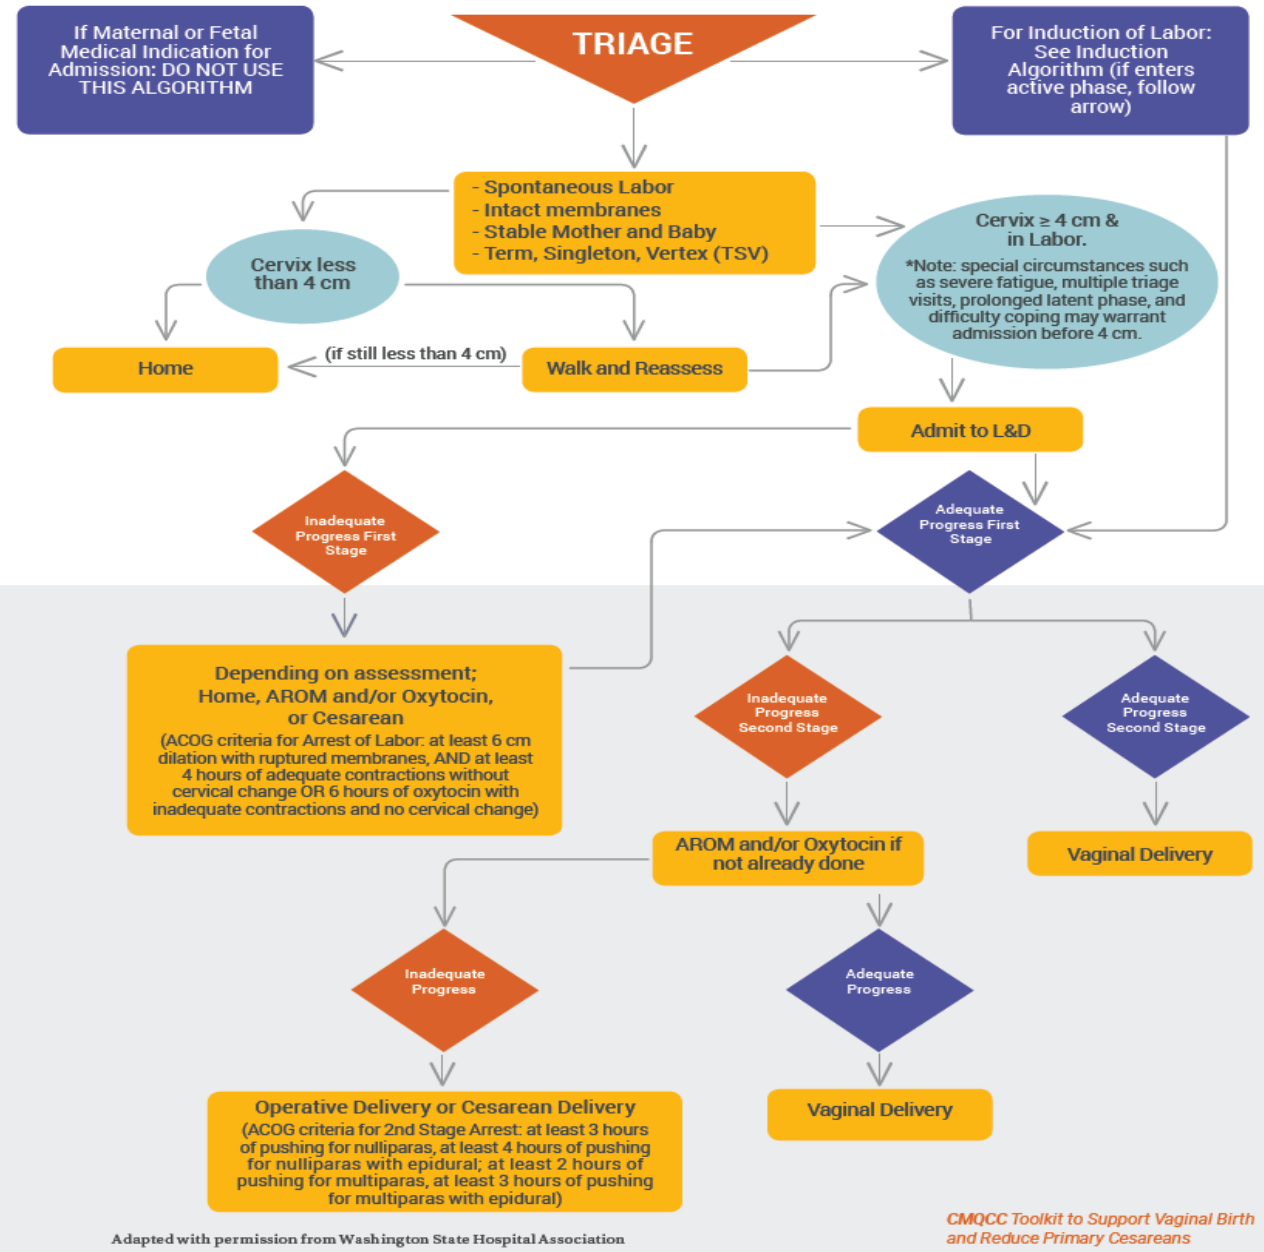 If Maternal or Fetal
Medical Indication for
Admission: DO NOT USE
THIS ALGORITHM
TRIAGE
For Induction of Labor:
See Induction
Algorithm (if enters
active phase, follow
arrow)
- Spontaneous Labor
- Intact membranes
- Stable Mother and Baby
- Term, Singleton, Vertex (TSV)
Cervix less
than 4 cm
Cervix ≥ 4 cm &
in Labor.
*Note: special circumstances such
as severe fatigue, multiple triage
visits, prolonged latent phase, and
difficulty coping may warrant
admission before 4 cm.
Home
(if still less than 4 cm)
Walk and Reassess
Admit to L&D
Inadequate
Progress First
Stage
Adequate
Progress First
Stage
Depending on assessment;
Home, AROM and/or Oxytocin,
or Cesarean
(ACOG criteria for Arrest of Labor: at least 6 cm
dilation with ruptured membranes, AND at least
4 hours of adequate contractions without
cervical change OR 6 hours of oxytocin with
inadequate contractions and no cervical change)
Inadequate
Progress
Second Stage
Adequate
Progress
Second Stage
AROM and/or Oxytocin if
not already done
Vaginal Delivery
Inadequate
Progress
Adequate
Progress
Operative Delivery or Cesarean Delivery
(ACOG criteria for 2nd Stage Arrest: at least 3 hours
of pushing for nulliparas, at least 4 hours of pushing
for nulliparas with epidural; at least 2 hours of
pushing for multiparas, at least 3 hours of pushing
for multiparas with epidural)
Vaginal Delivery
Adapted with permission from Washington State Hospital Association
CMQCC Toolkit to Support Vaginal Birth
and Reduce Primary Cesareans